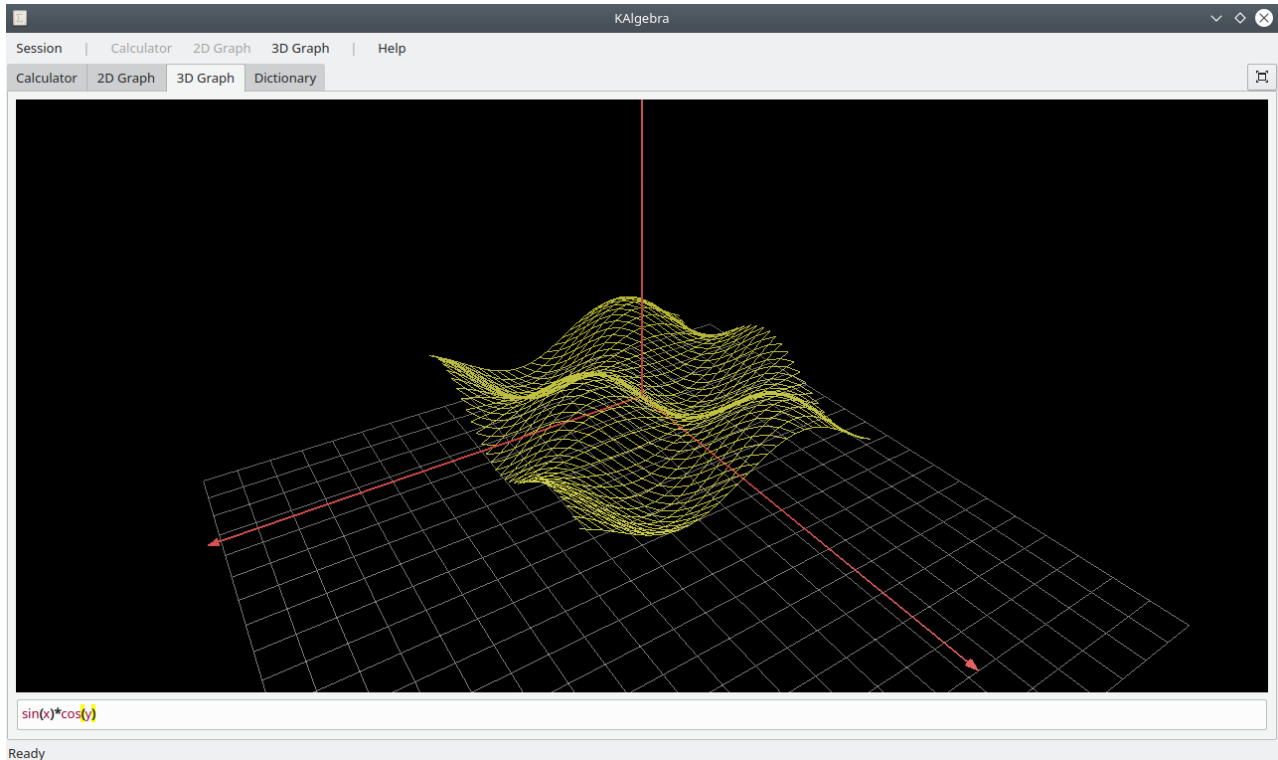 KAlgebra
Session | Calculator 2D Graph 3D Graph | Help
Calculator 2D Graph 3D Graph Dictionary
sin(x)*cos(y)
Ready